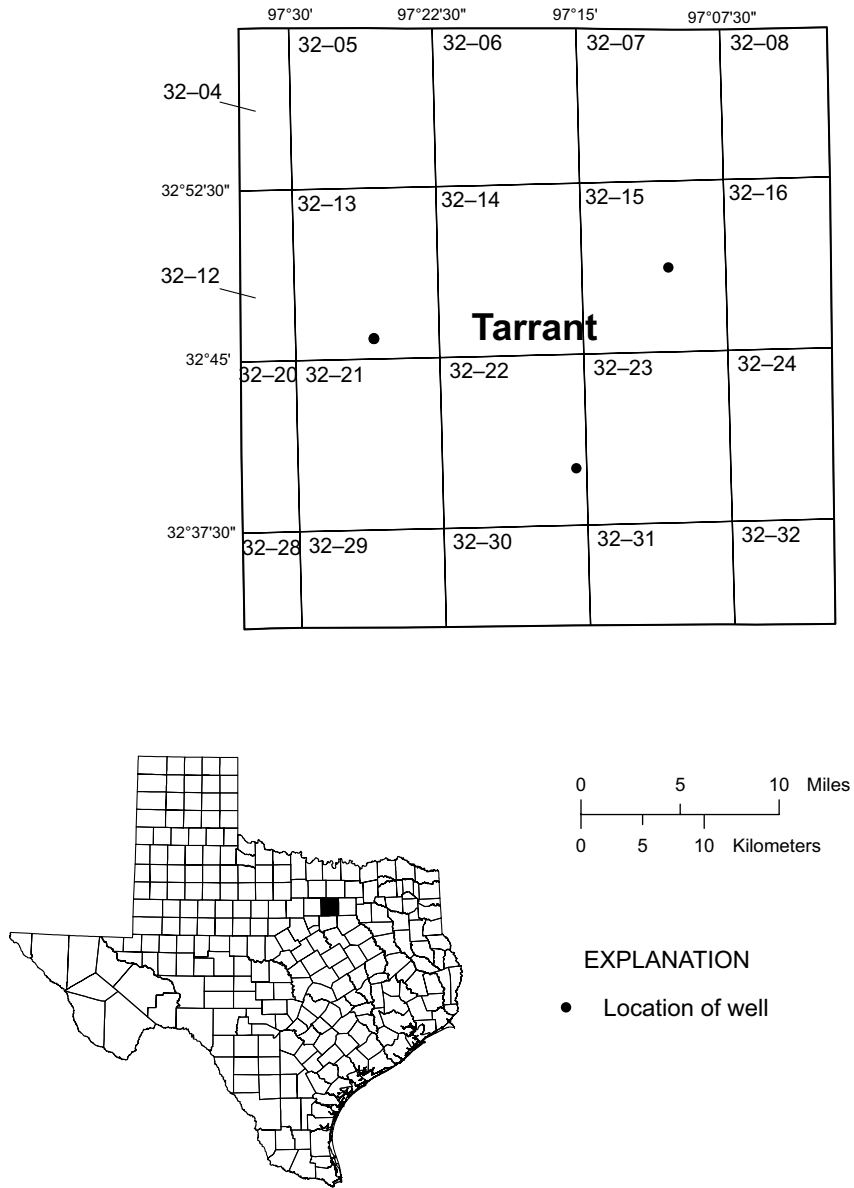 97°30' 97°22'30" 97°15' 97°07'30"
32–05 32–06 32–07 32–08
32–04
32°52'30"
32–13 32–14 32–15 32–16
32–12
Tarrant
32°45'
32–20 32–21 32–22 32–23 32–24
32°37'30"
32–28 32–29 32–30 32–31 32–32
0 5 10 Miles
0 5 10 Kilometers
EXPLANATION
Location of well